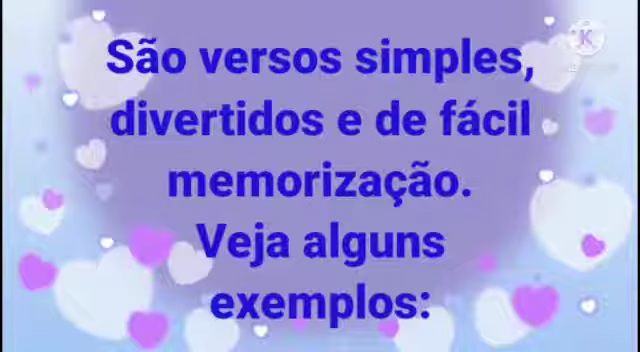 São versos simples,
divertidos e de fácil
memorização.
Veja alguns
exemplos: